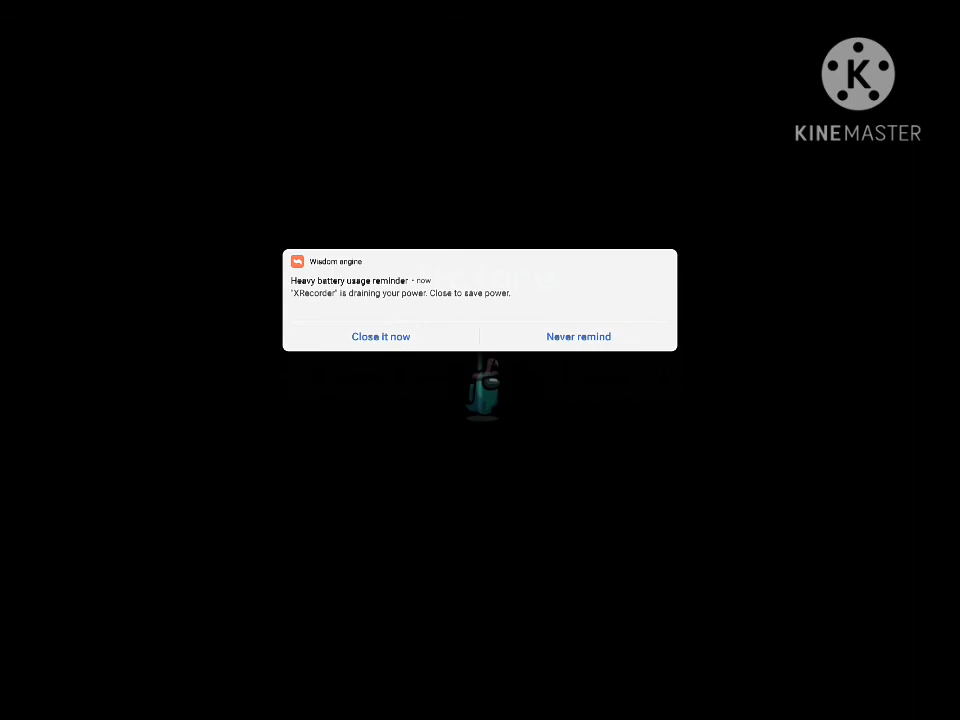 KINEMASTER
Wisdom angine
Heavy battery usage reminder • now
"XRecorder" is draining your power. Close to save power.
Close it now
Never remind